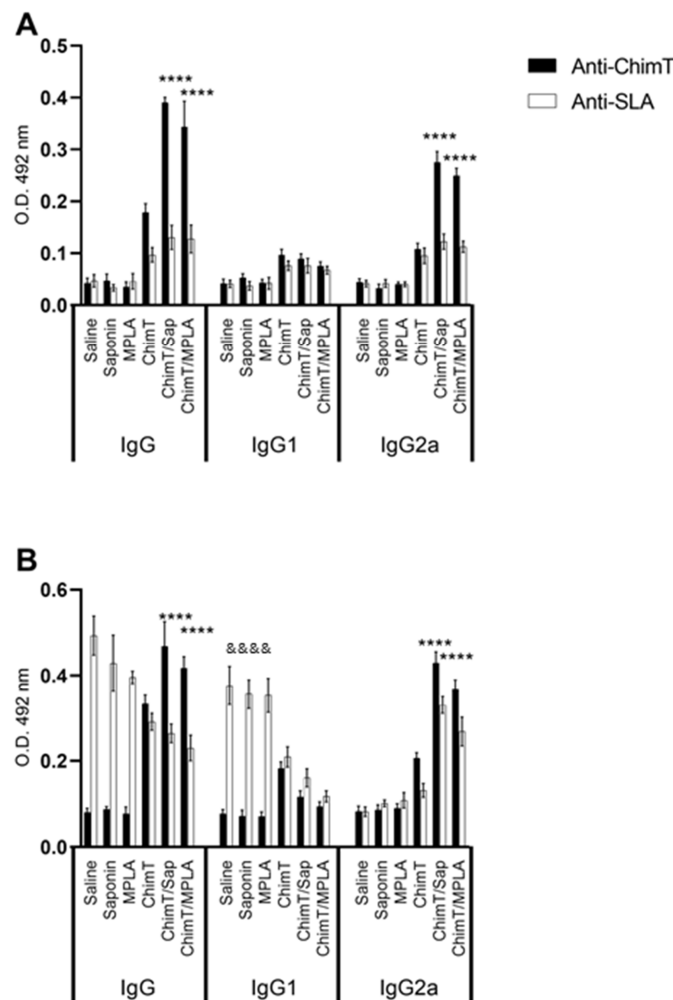 A
Anti-ChimT
Anti-SLA
O.D. 492 nm
0.5
0.4
0.3
0.2
0.1
0.0
****
****
****
****
Saline
Saponin
MPLA
ChimT
ChimT/Sap
ChimT/MPLA
Saline
Saponin
MPLA
ChimT
ChimT/Sap
ChimT/MPLA
Saline
Saponin
MPLA
ChimT
ChimT/Sap
ChimT/MPLA
IgG
IgG1
IgG2a
B
O.D. 492 nm
0.6
0.4
0.2
0.0
****
****
&&&&
****
****
Saline
Saponin
MPLA
ChimT
ChimT/Sap
ChimT/MPLA
Saline
Saponin
MPLA
ChimT
ChimT/Sap
ChimT/MPLA
Saline
Saponin
MPLA
ChimT
ChimT/Sap
ChimT/MPLA
IgG
IgG1
IgG2a